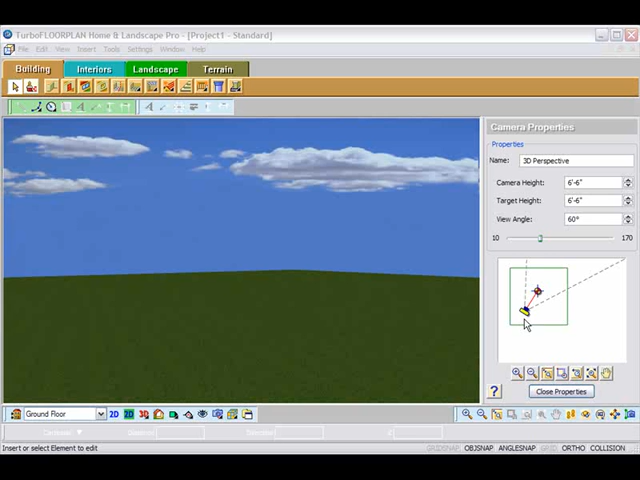 TurboFLOORPLAN Home & Landscape Pro - [Project1 - Standard]
File Edit View Insert Tools Settings Window Help
Building Interiors Landscape Terrain
Camera Properties
Properties
Name: 3D Perspective
Camera Height: 6'-6"
Target Height: 6'-6"
View Angle: 60°
10 170
? Close Properties
Ground Floor 2D 2D 3D
Insert or select Element to edit GRIDSNAP OBJSNAP ANGLESNAP GRID ORTHO COLLISION